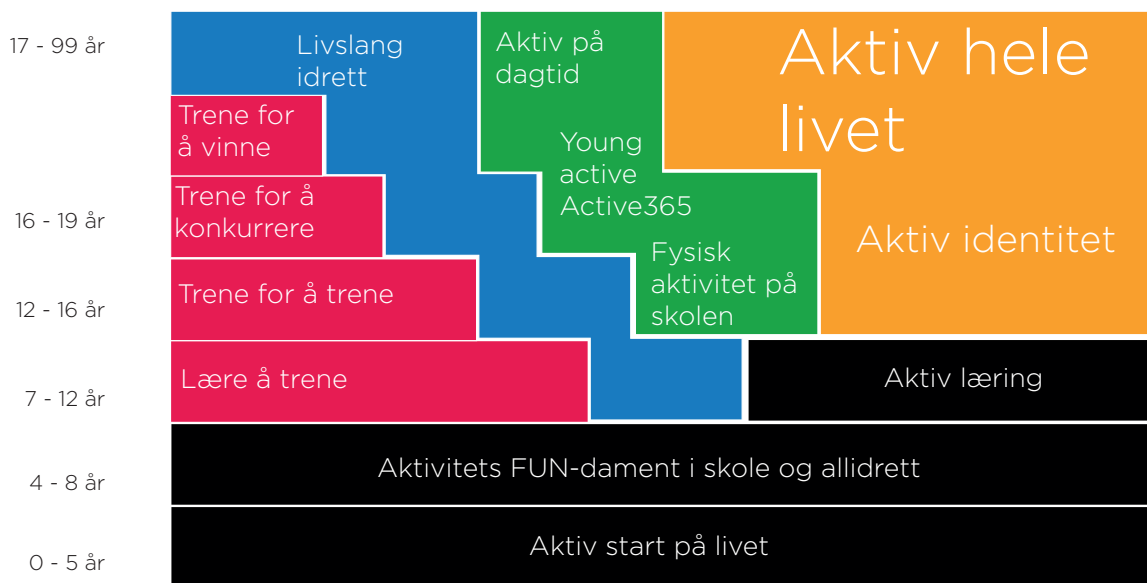 17 - 99 år
Livslang
idrett
Aktiv på
dagtid
Aktiv hele
livet
Trene for
å vinne
Young
active
Active365
16 - 19 år
Trene for å
konkurrere
Aktiv identitet
Fysisk
aktivitet på
skolen
12 - 16 år
Trene for å trene
7 - 12 år
Lære å trene
Aktiv læring
4 - 8 år
Aktivitets FUN-dament i skole og allidrett
0 - 5 år
Aktiv start på livet